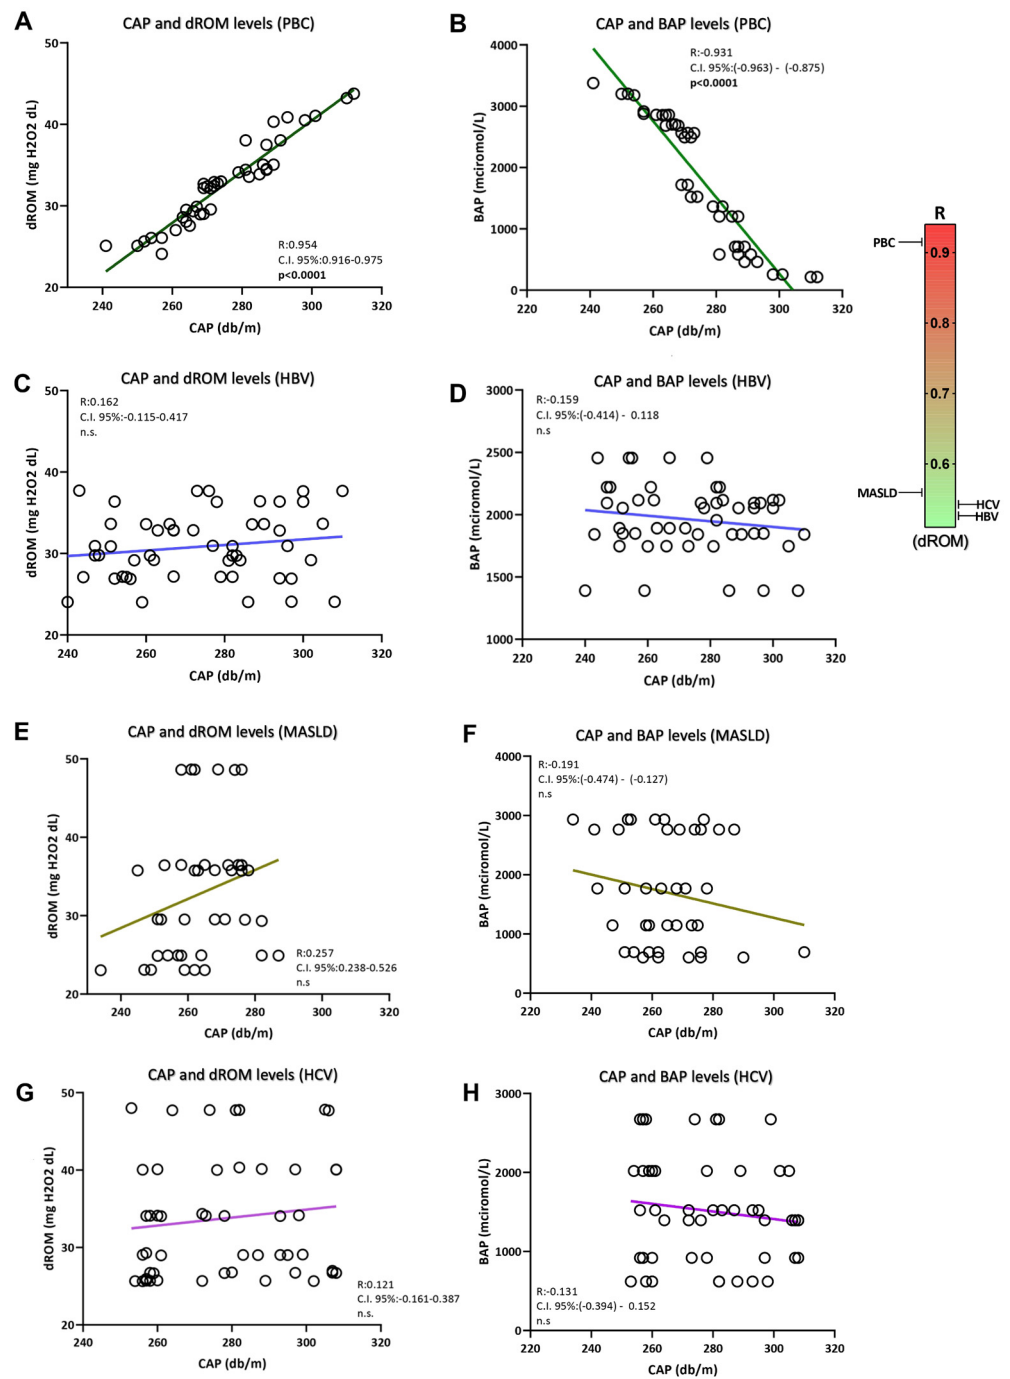 A
CAP and dROM levels (PBC)
50
40
30
20
dROM (mg H2O2 dL)
R:0.954
C.I. 95%:0.916-0.975
p<0.0001
240
260
280
300
320
CAP (db/m)
B
CAP and BAP levels (PBC)
4000
3000
2000
1000
0
BAP (mciromol/L)
R:-0.931
C.I. 95%:(-0.963) - (-0.875)
p<0.0001
220
240
260
280
300
320
CAP (db/m)
R
PBC
0.9
0.8
0.7
0.6
MASLD
HCV
HBV
(dROM)
C
CAP and dROM levels (HBV)
50
40
30
20
dROM (mg H2O2 dL)
R:0.162
C.I. 95%:-0.115-0.417
n.s.
240
260
280
300
320
CAP (db/m)
D
CAP and BAP levels (HBV)
3000
2500
2000
1500
1000
BAP (mciromol/L)
R:-0.159
C.I. 95%:(-0.414) - 0.118
n.s
220
240
260
280
300
320
CAP (db/m)
E
CAP and dROM levels (MASLD)
50
40
30
20
dROM (mg H2O2 dL)
R:0.257
C.I. 95%:0.238-0.526
n.s
240
260
280
300
320
CAP (db/m)
F
CAP and BAP levels (MASLD)
4000
3000
2000
1000
0
BAP (mciromol/L)
R:-0.191
C.I. 95%:(-0.474) - (-0.127)
n.s
220
240
260
280
300
320
CAP (db/m)
G
CAP and dROM levels (HCV)
50
40
30
20
dROM (mg H2O2 dL)
R:0.121
C.I. 95%:-0.161-0.387
n.s.
240
260
280
300
320
CAP (db/m)
H
CAP and BAP levels (HCV)
3000
2000
1000
0
BAP (mciromol/L)
R:-0.131
C.I. 95%:(-0.394) - 0.152
n.s
220
240
260
280
300
320
CAP (db/m)